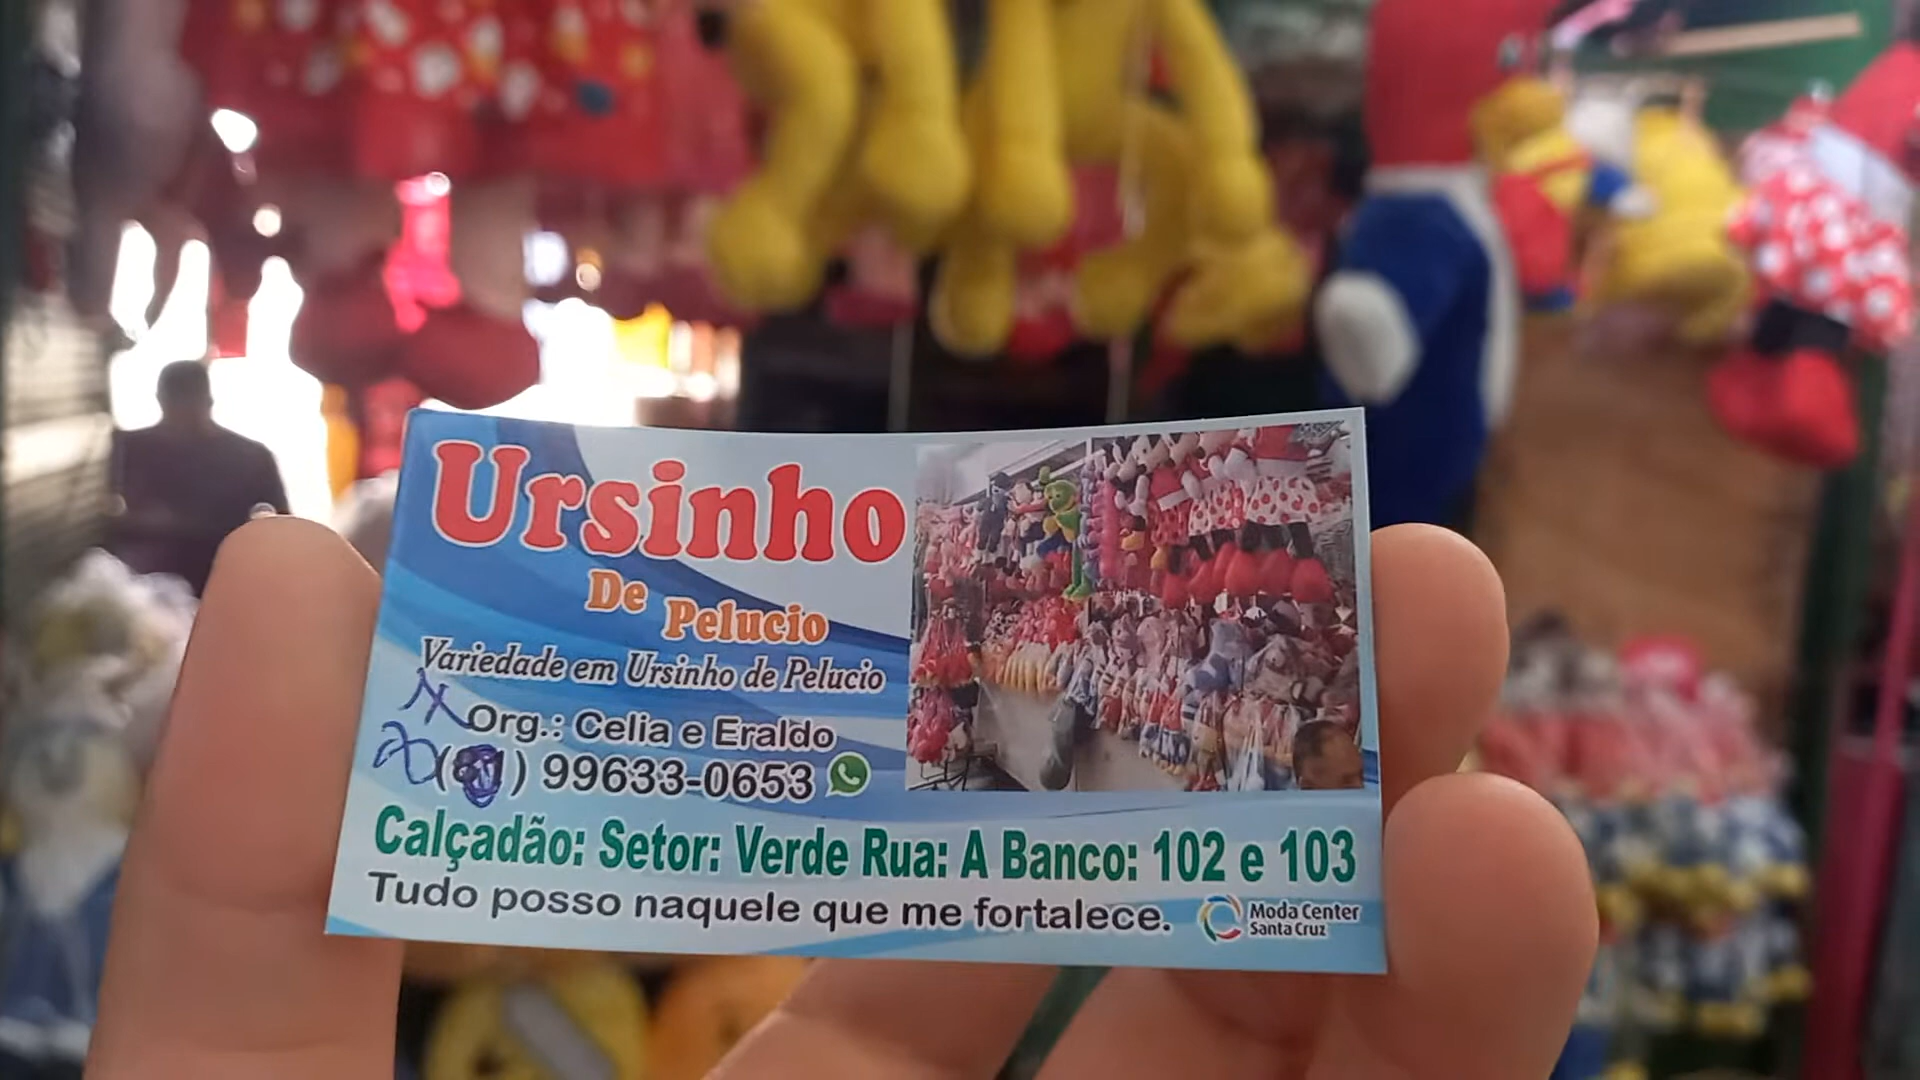 Ursinho
De Pelucio
Variedade em Ursinho de Pelucio
Org.: Celia e Eraldo
() 99633-0653
Calçadão: Setor: Verde Rua: A Banco: 102 e 103
Tudo posso naquele que me fortalece.
Moda Center
Santa Cruz